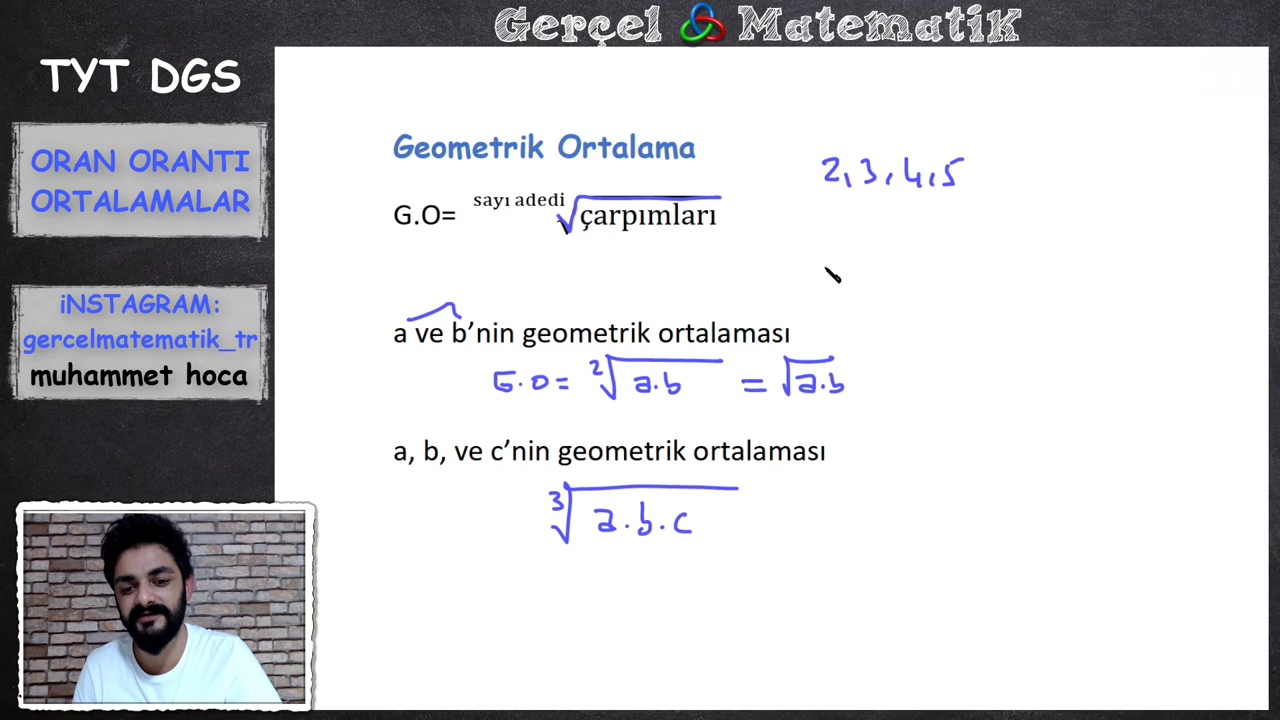 Gerçel Matematik
TYT DGS
ORAN ORANTI
ORTALAMALAR
iNSTAGRAM:
gercelmatematik_tr
muhammet hoca
Geometrik Ortalama
2, 3, 4, 5
G.O= sayı adedi√çarpımları
a ve b’nin geometrik ortalaması
G.O = ²√a.b = √a.b
a, b, ve c’nin geometrik ortalaması
³√a.b.c